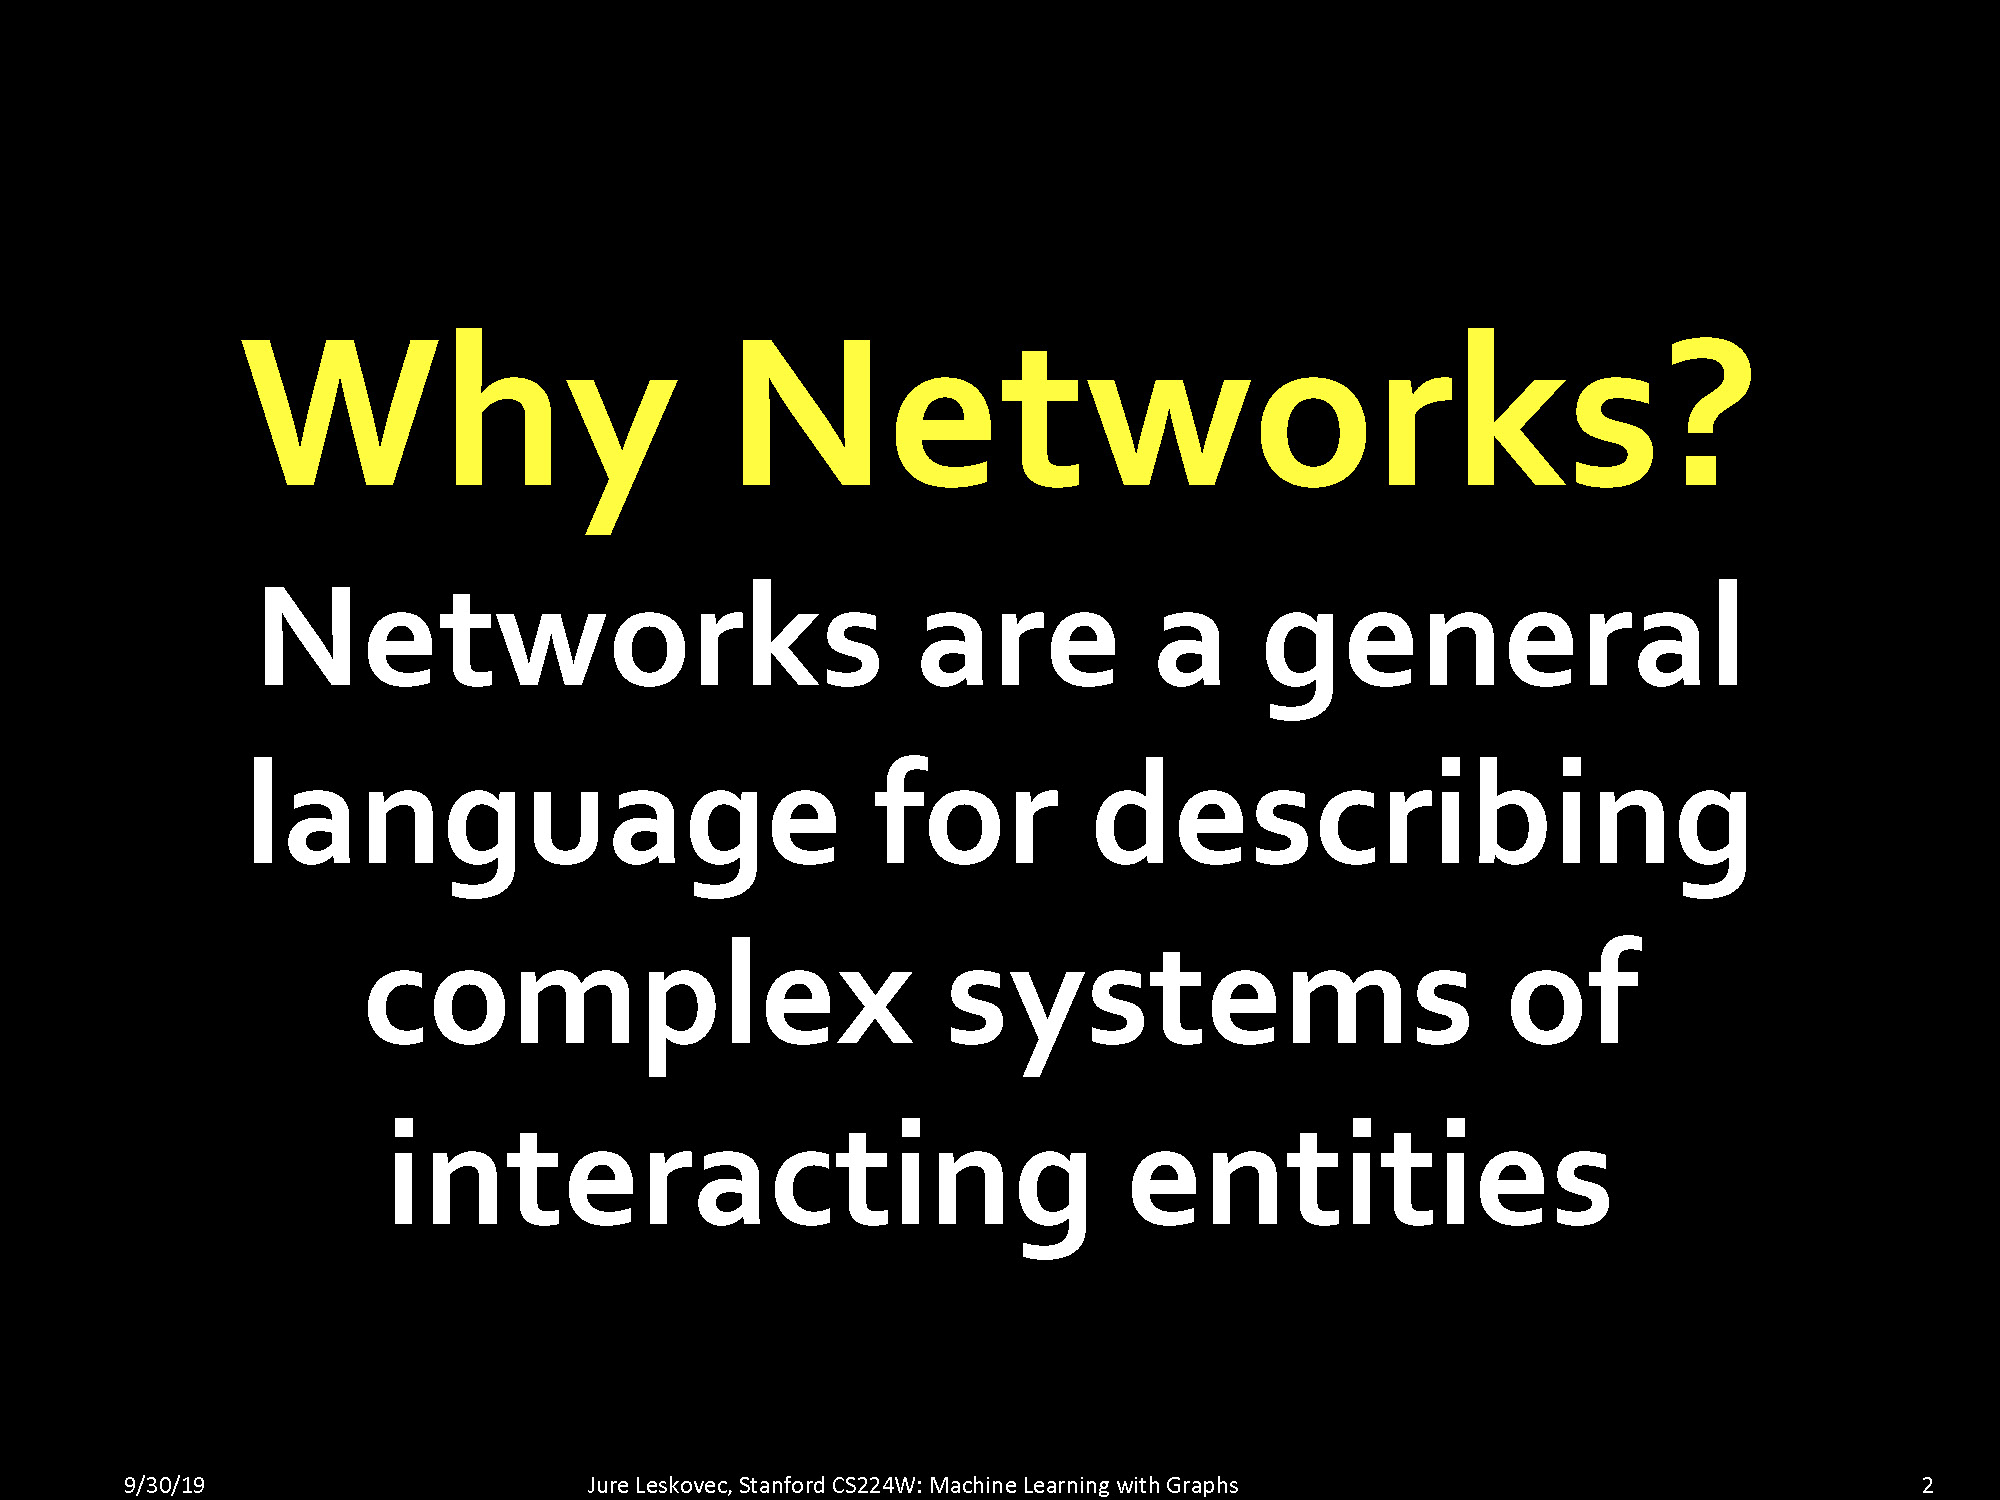 Why Networks?
Networks are a general
language for describing
complex systems of
interacting entities
9/30/19
Jure Leskovec, Stanford CS224W: Machine Learning with Graphs
2